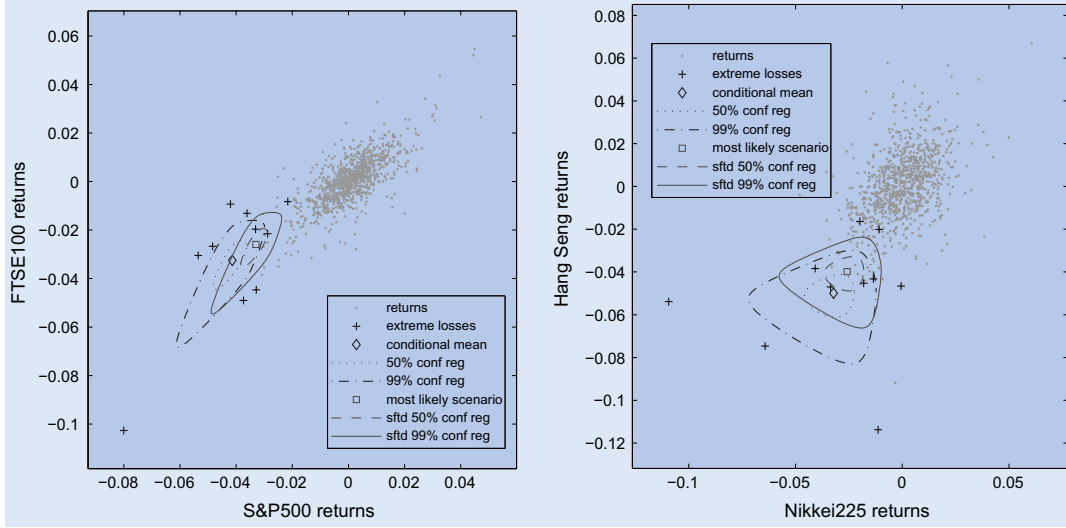 0.06
0.04
0.02
0
−0.02
−0.04
−0.06
−0.08
−0.1
FTSE100 returns
returns
extreme losses
conditional mean
50% conf reg
99% conf reg
most likely scenario
sftd 50% conf reg
sftd 99% conf reg
−0.08
−0.06
−0.04
−0.02
0
0.02
0.04
S&P500 returns
0.08
0.06
0.04
0.02
0
−0.02
−0.04
−0.06
−0.08
−0.1
−0.12
Hang Seng returns
returns
extreme losses
conditional mean
50% conf reg
99% conf reg
most likely scenario
sftd 50% conf reg
sftd 99% conf reg
−0.1
−0.05
0
0.05
Nikkei225 returns